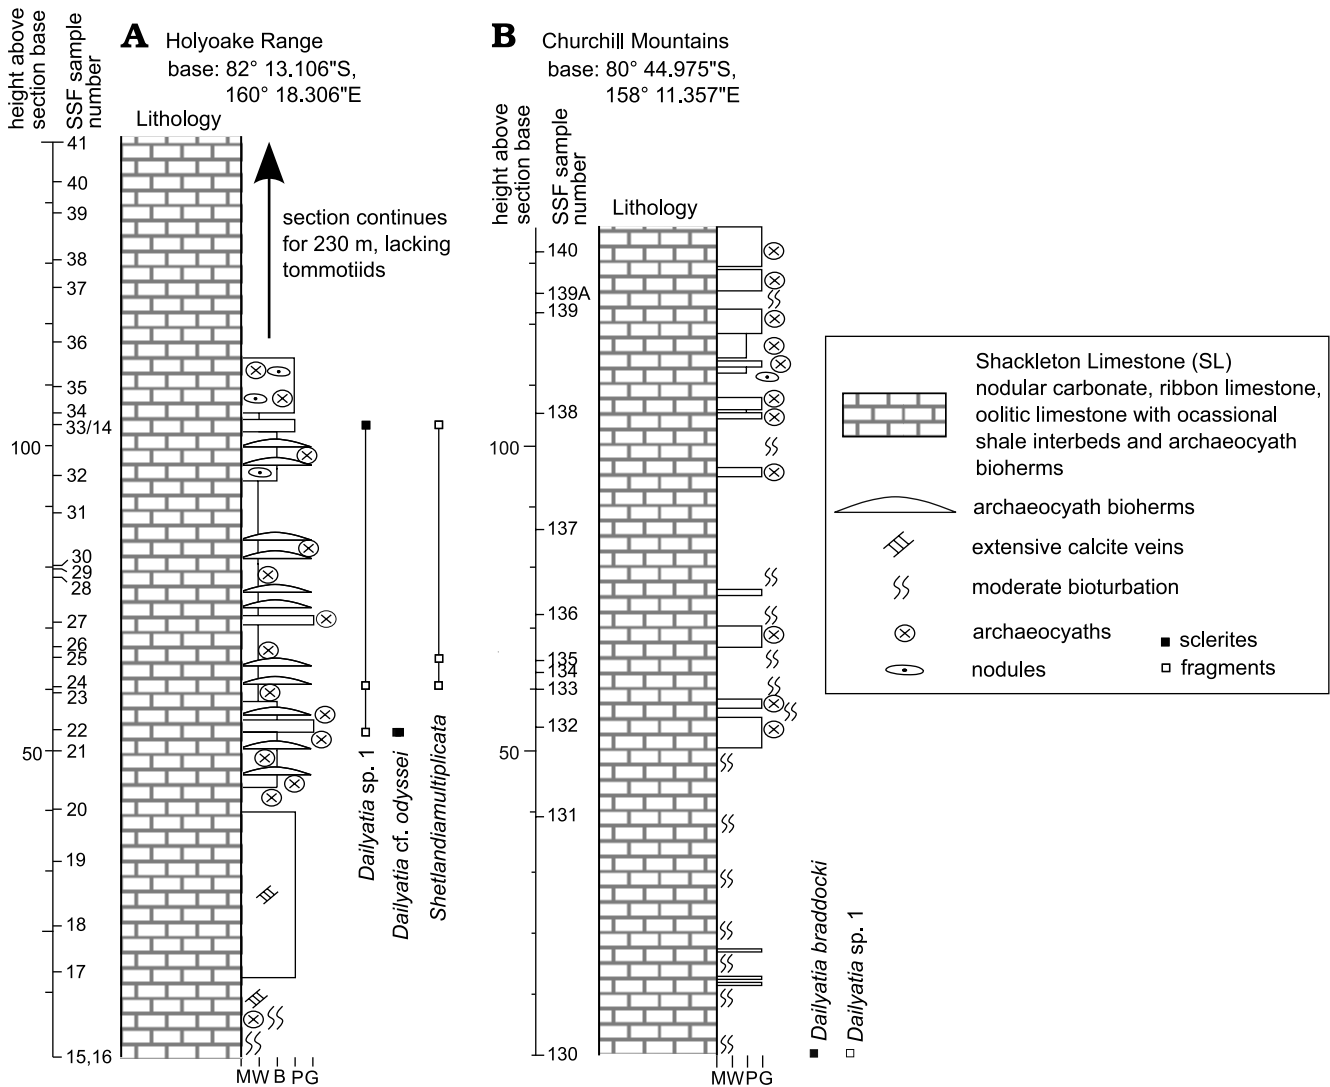 height above
section base
SSF sample
number
A Holyoake Range
base: 82° 13.106"S,
160° 18.306"E
Lithology
41
40
39
38
37
36
35
34
33/14
100
32
31
30
29
28
27
26
25
24
23
22
50
21
20
19
18
17
15,16
M W B P G
section continues
for 230 m, lacking
tommotiids
Dailyatia sp. 1
Dailyatia cf. odyssei
Shetlandiamultiplicata
B Churchill Mountains
base: 80° 44.975"S,
158° 11.357"E
height above
section base
SSF sample
number
Lithology
140
139A
139
138
100
137
136
135
134
133
132
50
131
130
MWPG
Dailyatia braddocki
Dailyatia sp. 1
Shackleton Limestone (SL)
nodular carbonate, ribbon limestone,
oolitic limestone with ocassional
shale interbeds and archaeocyath
bioherms
archaeocyath bioherms
extensive calcite veins
moderate bioturbation
archaeocyaths
nodules
sclerites
fragments